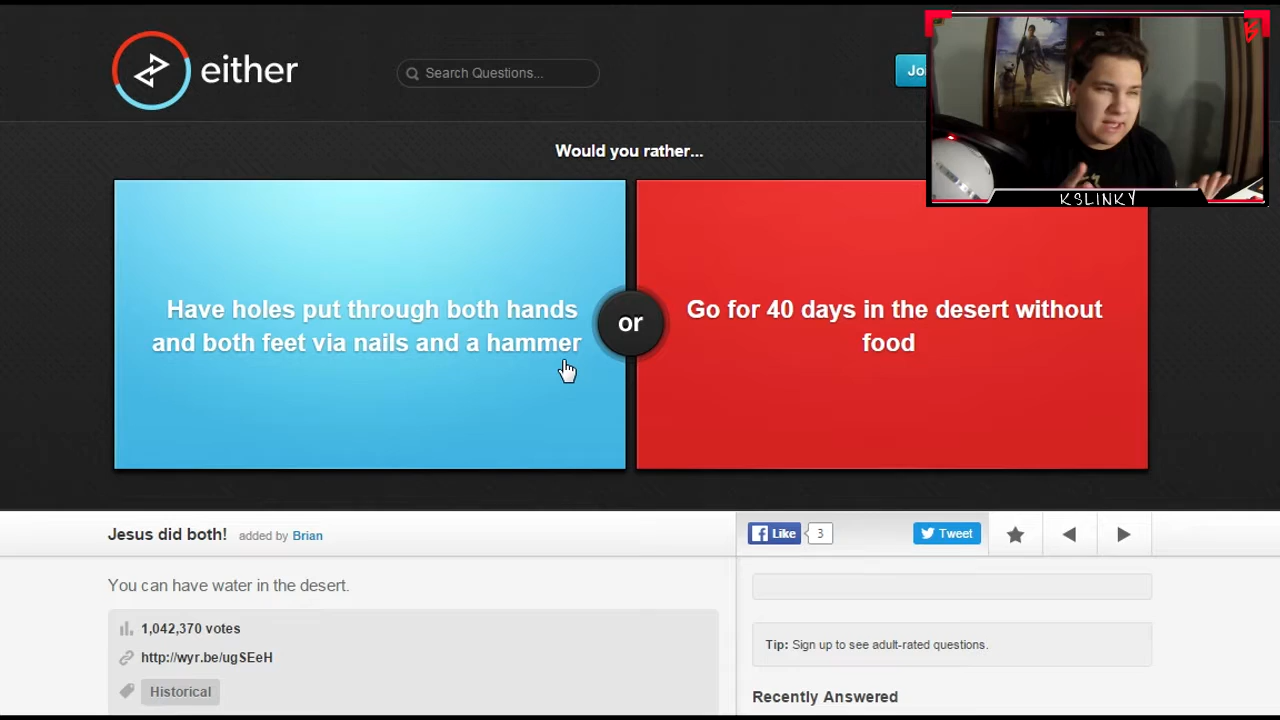 either
Search Questions...
Joi
KSLINKY
Would you rather...
Have holes put through both hands
and both feet via nails and a hammer
or
Go for 40 days in the desert without
food
Jesus did both! added by Brian
Like 3
Tweet
You can have water in the desert.
1,042,370 votes
http://wyr.be/ugSEeH
Historical
Tip: Sign up to see adult-rated questions.
Recently Answered